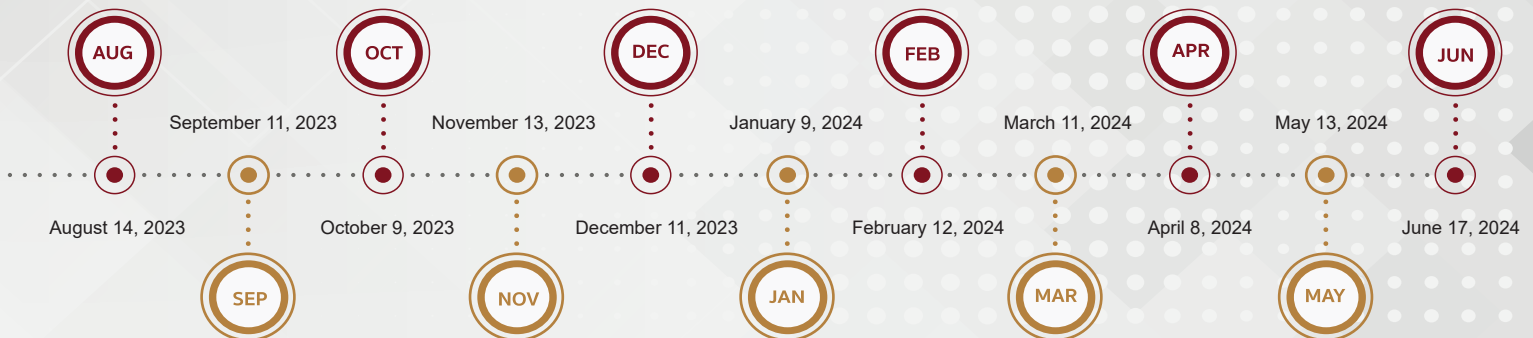 AUG
OCT
DEC
FEB
APR
JUN
September 11, 2023
November 13, 2023
January 9, 2024
March 11, 2024
May 13, 2024
August 14, 2023
October 9, 2023
December 11, 2023
February 12, 2024
April 8, 2024
June 17, 2024
SEP
NOV
JAN
MAR
MAY